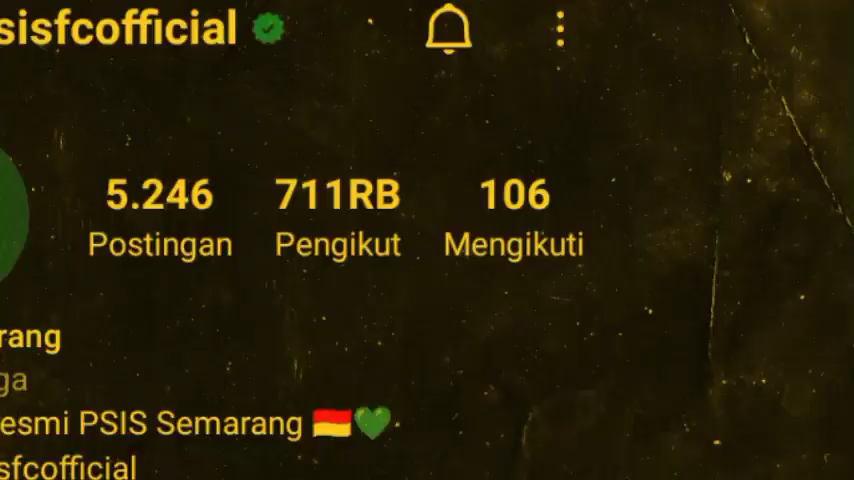 sisfcofficial
5.246 711RB 106
Postingan Pengikut Mengikuti
rang
ga
esmi PSIS Semarang 🇮🇩💚
sfcofficial